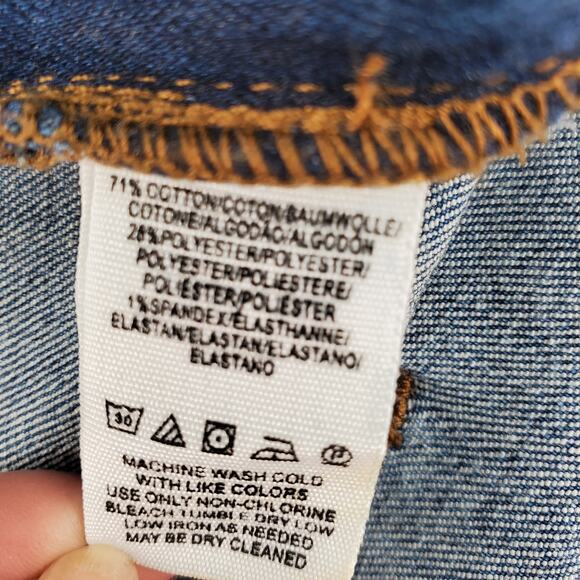 71% COTTON/COTON/BAUMWOLLE/
COTONE/ALGODÃO/ALGODÓN
28%POLYESTER/POLYESTER/
POLYESTER/POLIESTERE/
POLIÉSTER/POLIÉSTER
1%SPANDEX/ÉLASTHANNE/
ELASTAN/ELASTAN/ELASTANO/
ELASTANO
30 P
MACHINE WASH COLD
WITH LIKE COLORS
USE ONLY NON-CHLORINE
BLEACH TUMBLE DRY LOW
LOW IRON AS NEEDED
MAY BE DRY CLEANED